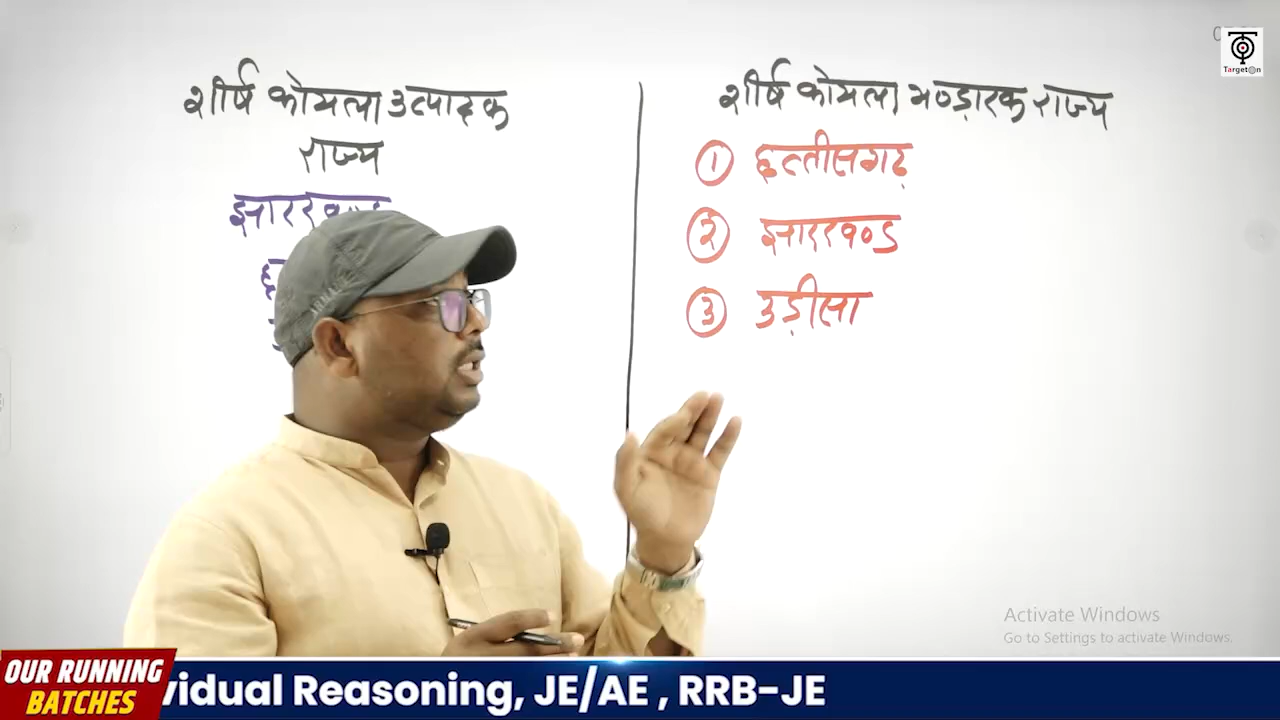 शीर्ष कोयला उत्पादक
राज्य
झारखण्ड
शीर्ष कोयला भण्डारक राज्य
① छत्तीसगढ़
② झारखण्ड
③ उड़ीसा
TargetOn
Activate Windows
Go to Settings to activate Windows.
OUR RUNNING
BATCHES
vidual Reasoning, JE/AE , RRB-JE